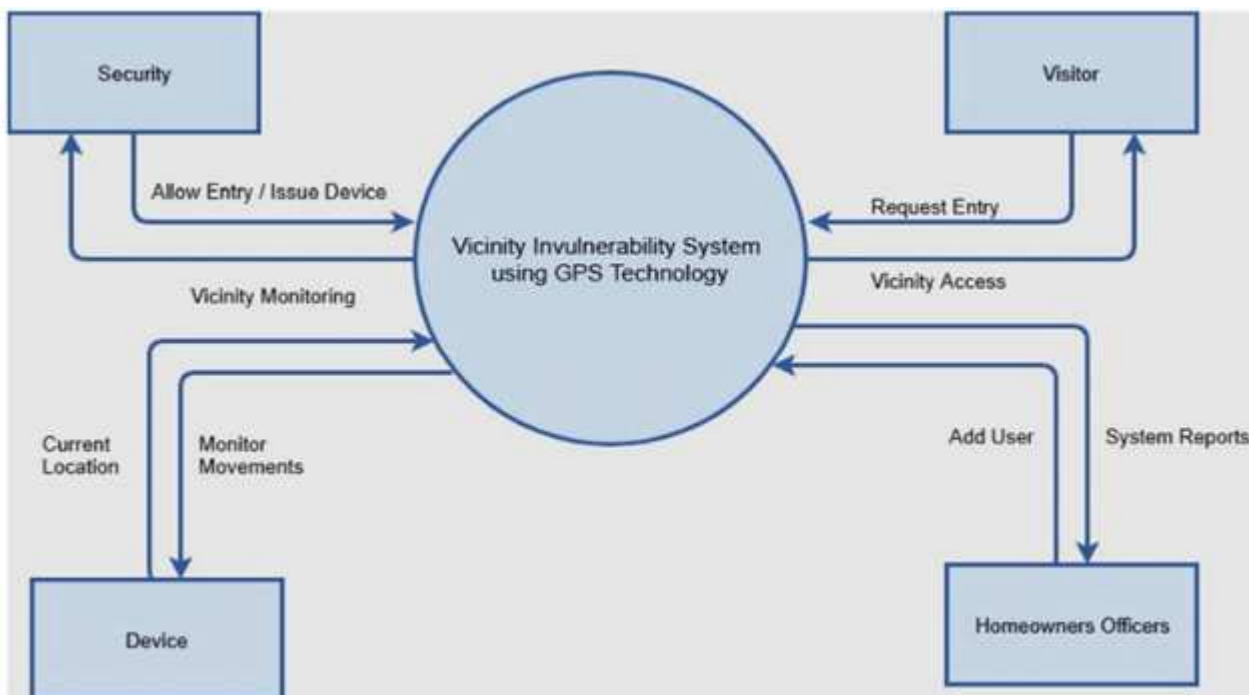 Security
Visitor
Allow Entry / Issue Device
Request Entry
Vicinity Invulnerability System
using GPS Technology
Vicinity Monitoring
Vicinity Access
Current
Location
Monitor
Movements
Add User
System Reports
Device
Homeowners Officers